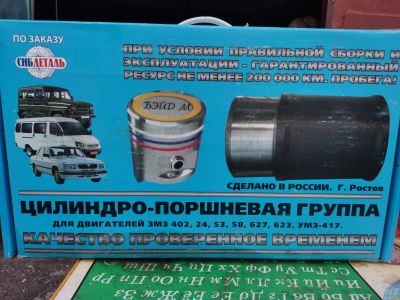 ПО ЗАКАЗУ
СИБДЕТАЛЬ
ПРИ УСЛОВИИ ПРАВИЛЬНОЙ СБОРКИ И
ЭКСПЛУАТАЦИИ - ГАРАНТИРОВАННЫЙ
РЕСУРС НЕ МЕНЕЕ 200 000 КМ. ПРОБЕГА!
БЭЙД М
СДЕЛАНО В РОССИИ. Г. Ростов
ЦИЛИНДРО-ПОРШНЕВАЯ ГРУППА
ДЛЯ ДВИГАТЕЛЕЙ ЗМЗ 402, 24, 53, 58, 627, 623, УМЗ-417.
КАЧЕСТВО ПРОВЕРЕННОЕ ВРЕМЕНЕМ